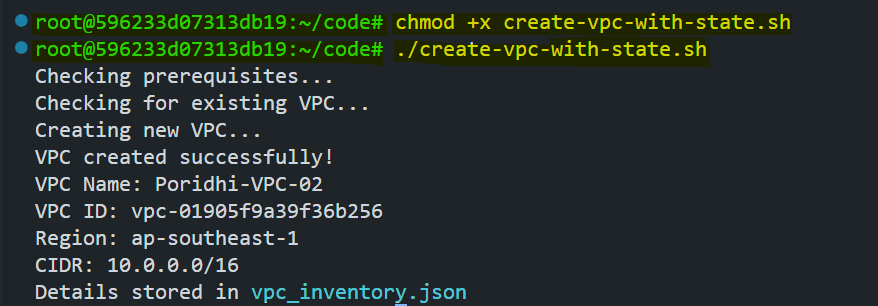 root@596233d07313db19:~/code# chmod +x create-vpc-with-state.sh
root@596233d07313db19:~/code# ./create-vpc-with-state.sh
Checking prerequisites...
Checking for existing VPC...
Creating new VPC...
VPC created successfully!
VPC Name: Poridhi-VPC-02
VPC ID: vpc-01905f9a39f36b256
Region: ap-southeast-1
CIDR: 10.0.0.0/16
Details stored in vpc_inventory.json